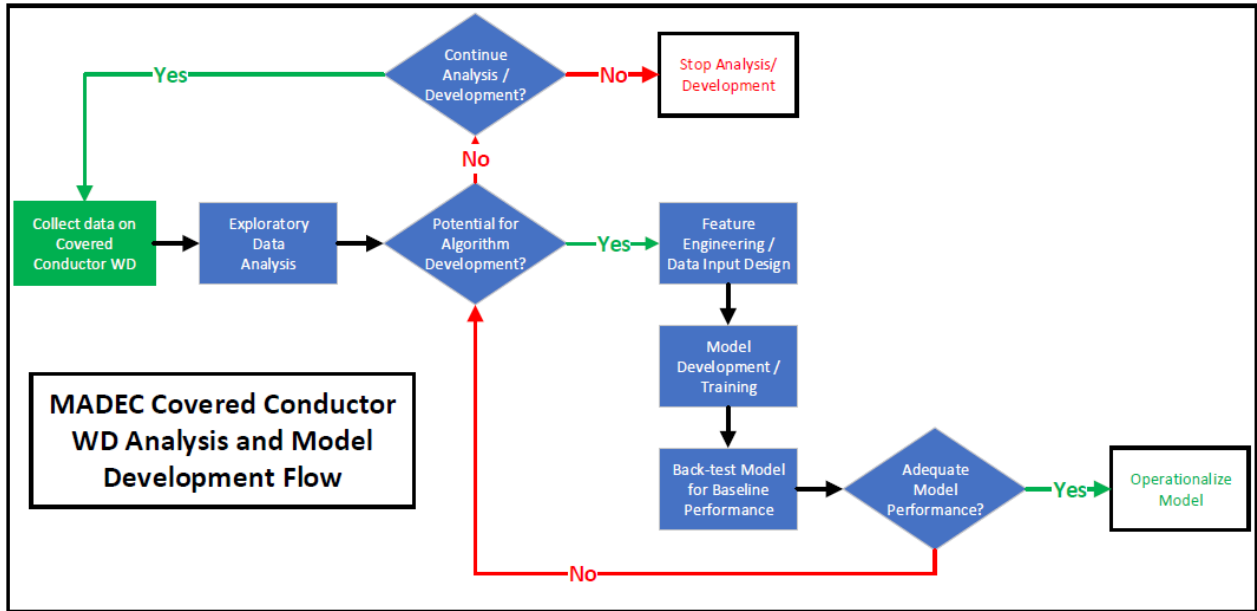 Continue
Analysis /
Development?
Yes
No
Stop Analysis/
Development
No
Collect data on
Covered
Conductor WD
Exploratory
Data
Analysis
Potential for
Algorithm
Development?
Yes
Feature
Engineering /
Data Input Design
Model
Development /
Training
MADEC Covered Conductor
WD Analysis and Model
Development Flow
Back-test Model
for Baseline
Performance
Adequate
Model
Performance?
Yes
Operationalize
Model
No